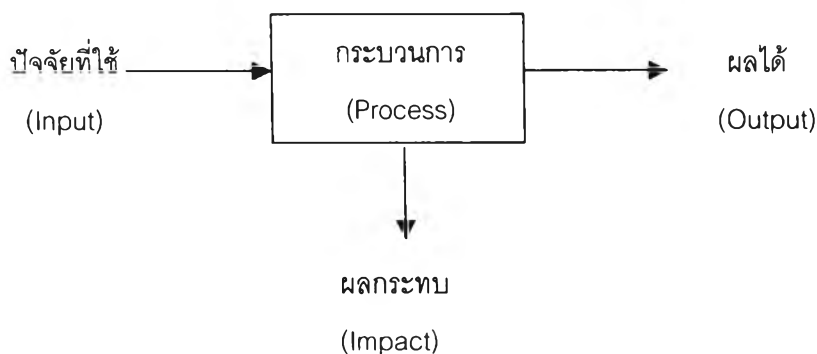 ปัจจัยที่ใช้
(Input)
กระบวนการ
(Process)
ผลได้
(Output)
ผลกระทบ
(Impact)